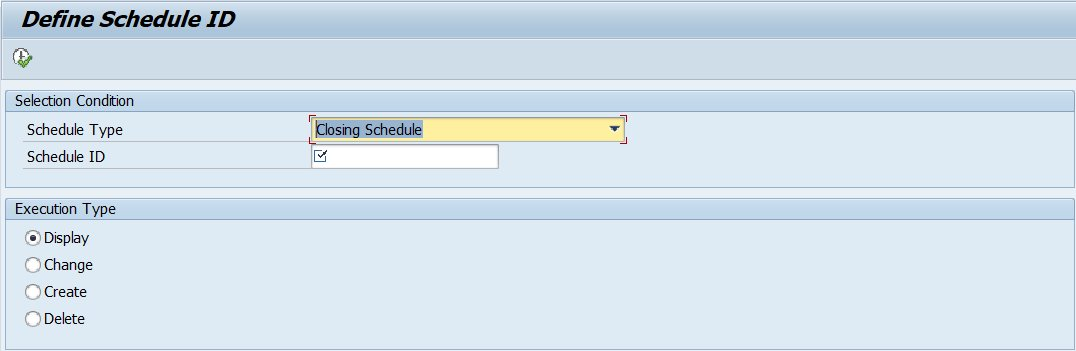 Define Schedule ID
Selection Condition
Schedule Type Closing Schedule
Schedule ID
Execution Type
Display
Change
Create
Delete